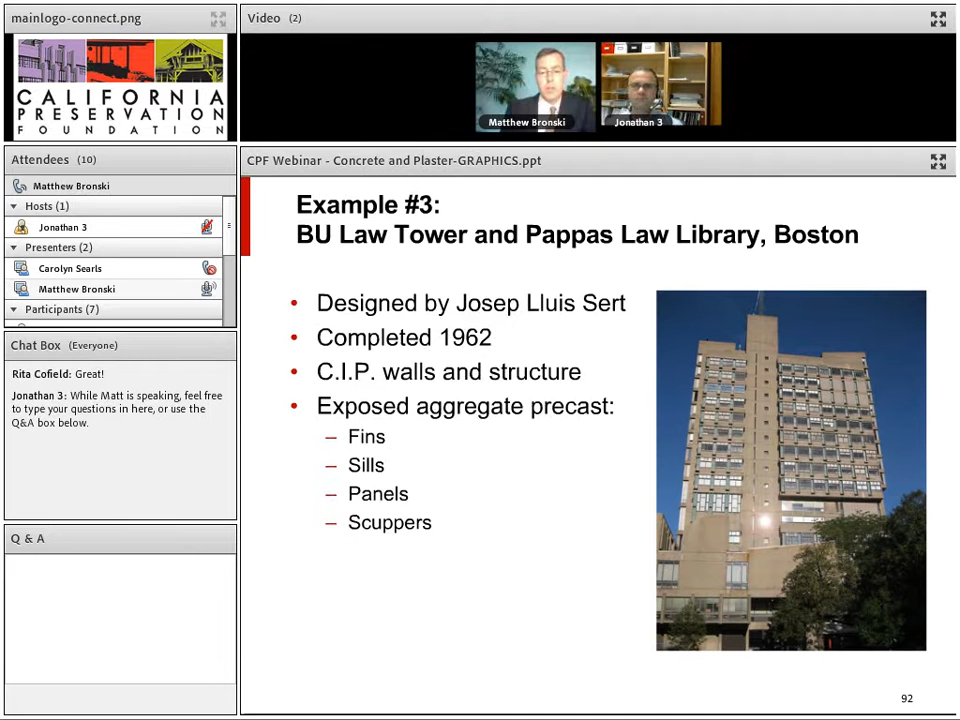 mainlogo-connect.png
CALIFORNIA
PRESERVATION
FOUNDATION
Video (2)
Matthew Bronski
Jonathan 3
Attendees (10)
Matthew Bronski
Hosts (1)
Jonathan 3
Presenters (2)
Carolyn Searls
Matthew Bronski
Participants (7)
Chat Box (Everyone)
Rita Cofield: Great!
Jonathan 3: While Matt is speaking, feel free
to type your questions in here, or use the
Q&A box below.
Q & A
CPF Webinar - Concrete and Plaster-GRAPHICS.ppt
Example #3:
BU Law Tower and Pappas Law Library, Boston
• Designed by Josep Lluis Sert
• Completed 1962
• C.I.P. walls and structure
• Exposed aggregate precast:
– Fins
– Sills
– Panels
– Scuppers
92